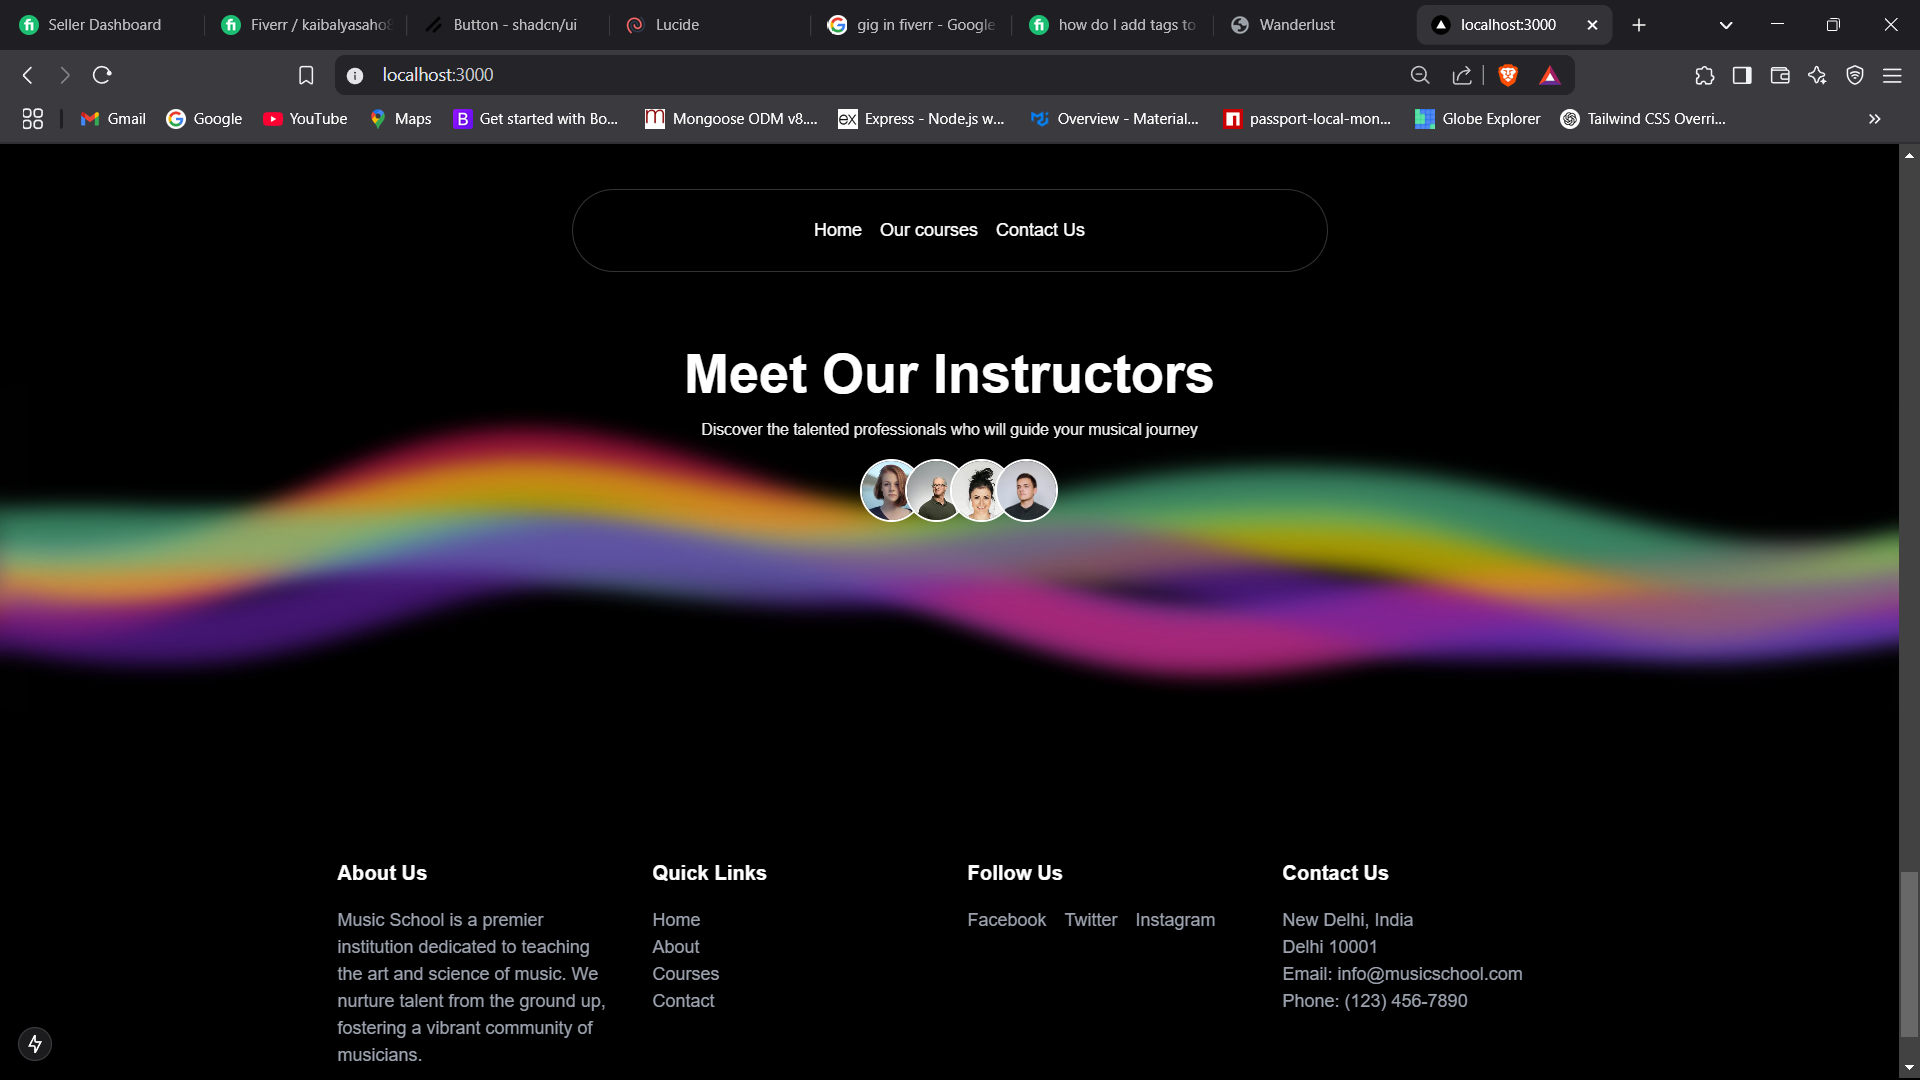 Seller Dashboard
Fiverr / kaibalyasaho8
Button - shadcn/ui
Lucide
gig in fiverr - Google
how do I add tags to
Wanderlust
localhost:3000
localhost:3000
Gmail
Google
YouTube
Maps
B
Get started with Bo...
Mongoose ODM v8....
ex
Express - Node.js w...
Overview - Material...
passport-local-mon...
Globe Explorer
Tailwind CSS Overri...
Home
Our courses
Contact Us
Meet Our Instructors
Discover the talented professionals who will guide your musical journey
About Us
Music School is a premier
institution dedicated to teaching
the art and science of music. We
nurture talent from the ground up,
fostering a vibrant community of
musicians.
Quick Links
Home
About
Courses
Contact
Follow Us
Facebook Twitter Instagram
Contact Us
New Delhi, India
Delhi 10001
Email: info@musicschool.com
Phone: (123) 456-7890